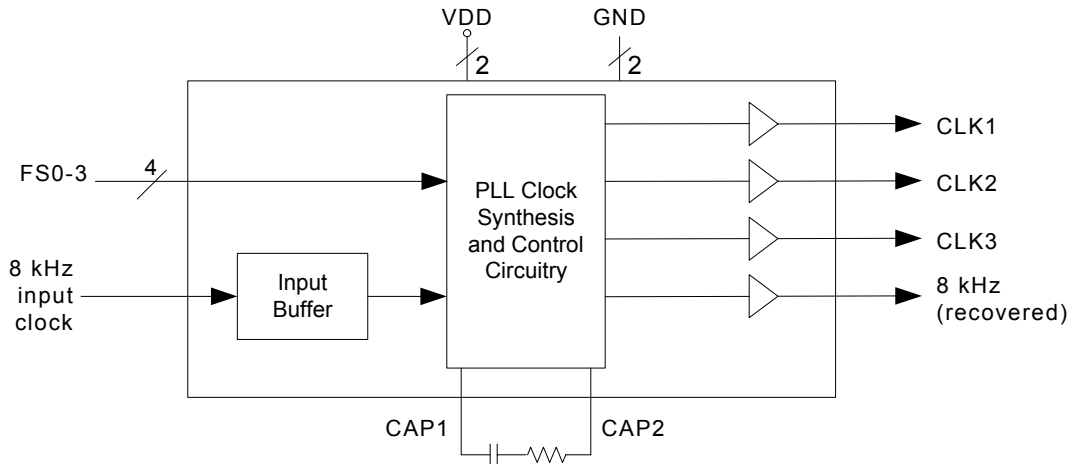 VDD
GND
2
2
FS0-3
4
8 kHz
input
clock
Input
Buffer
PLL Clock
Synthesis
and Control
Circuitry
CLK1
CLK2
CLK3
8 kHz
(recovered)
CAP1
CAP2